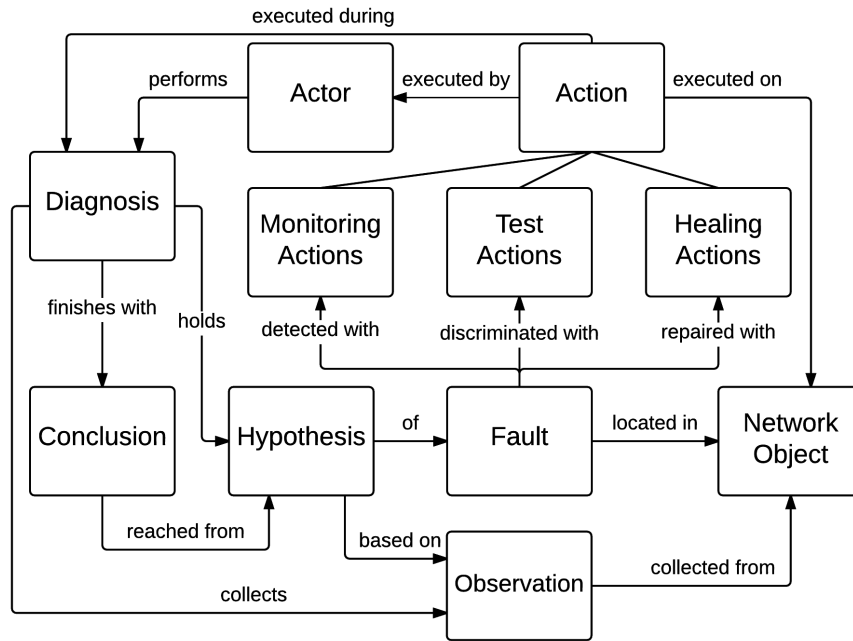 executed during
performs
Actor
executed by
Action
executed on
Diagnosis
Monitoring
Actions
Test
Actions
Healing
Actions
finishes with
holds
detected with
discriminated with
repaired with
Conclusion
Hypothesis
of
Fault
located in
Network
Object
reached from
based on
Observation
collected from
collects